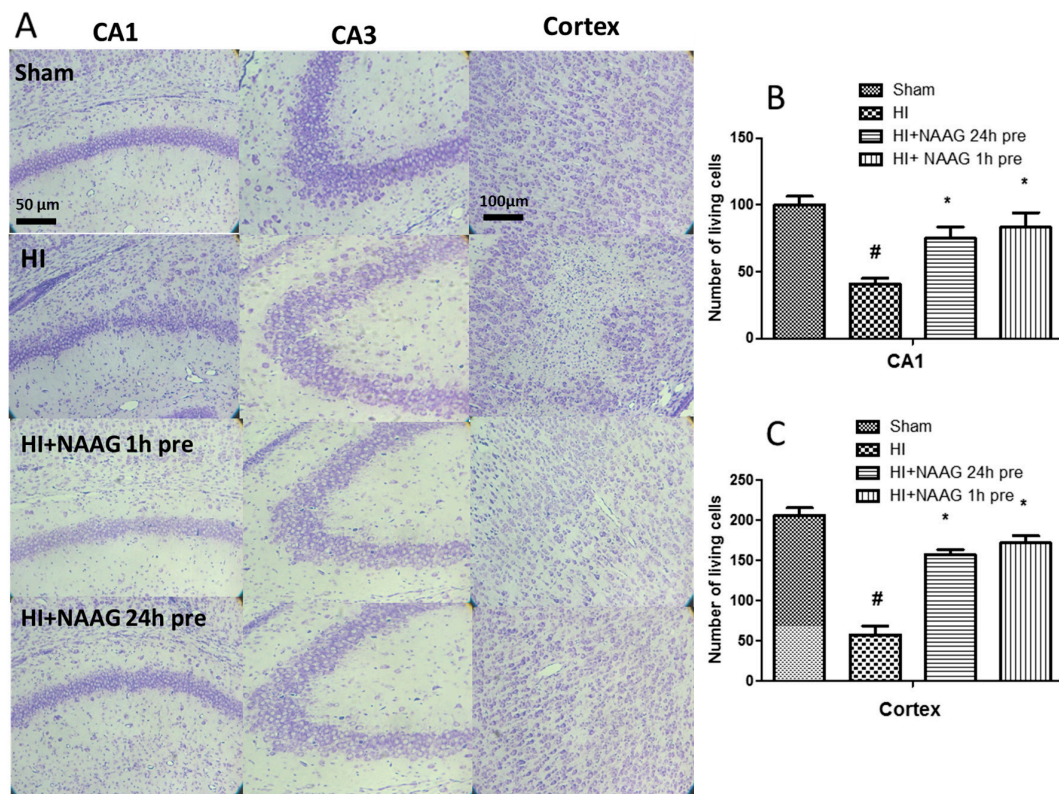 A
CA1
CA3
Cortex
Sham
50 µm
100µm
HI
HI+NAAG 1h pre
HI+NAAG 24h pre
B
Sham
HI
HI+NAAG 24h pre
HI+ NAAG 1h pre
Number of living cells
150
100
50
0
#
*
*
CA1
C
Sham
HI
HI+NAAG 24h pre
HI+NAAG 1h pre
Number of living cells
250
200
150
100
50
0
#
*
*
Cortex